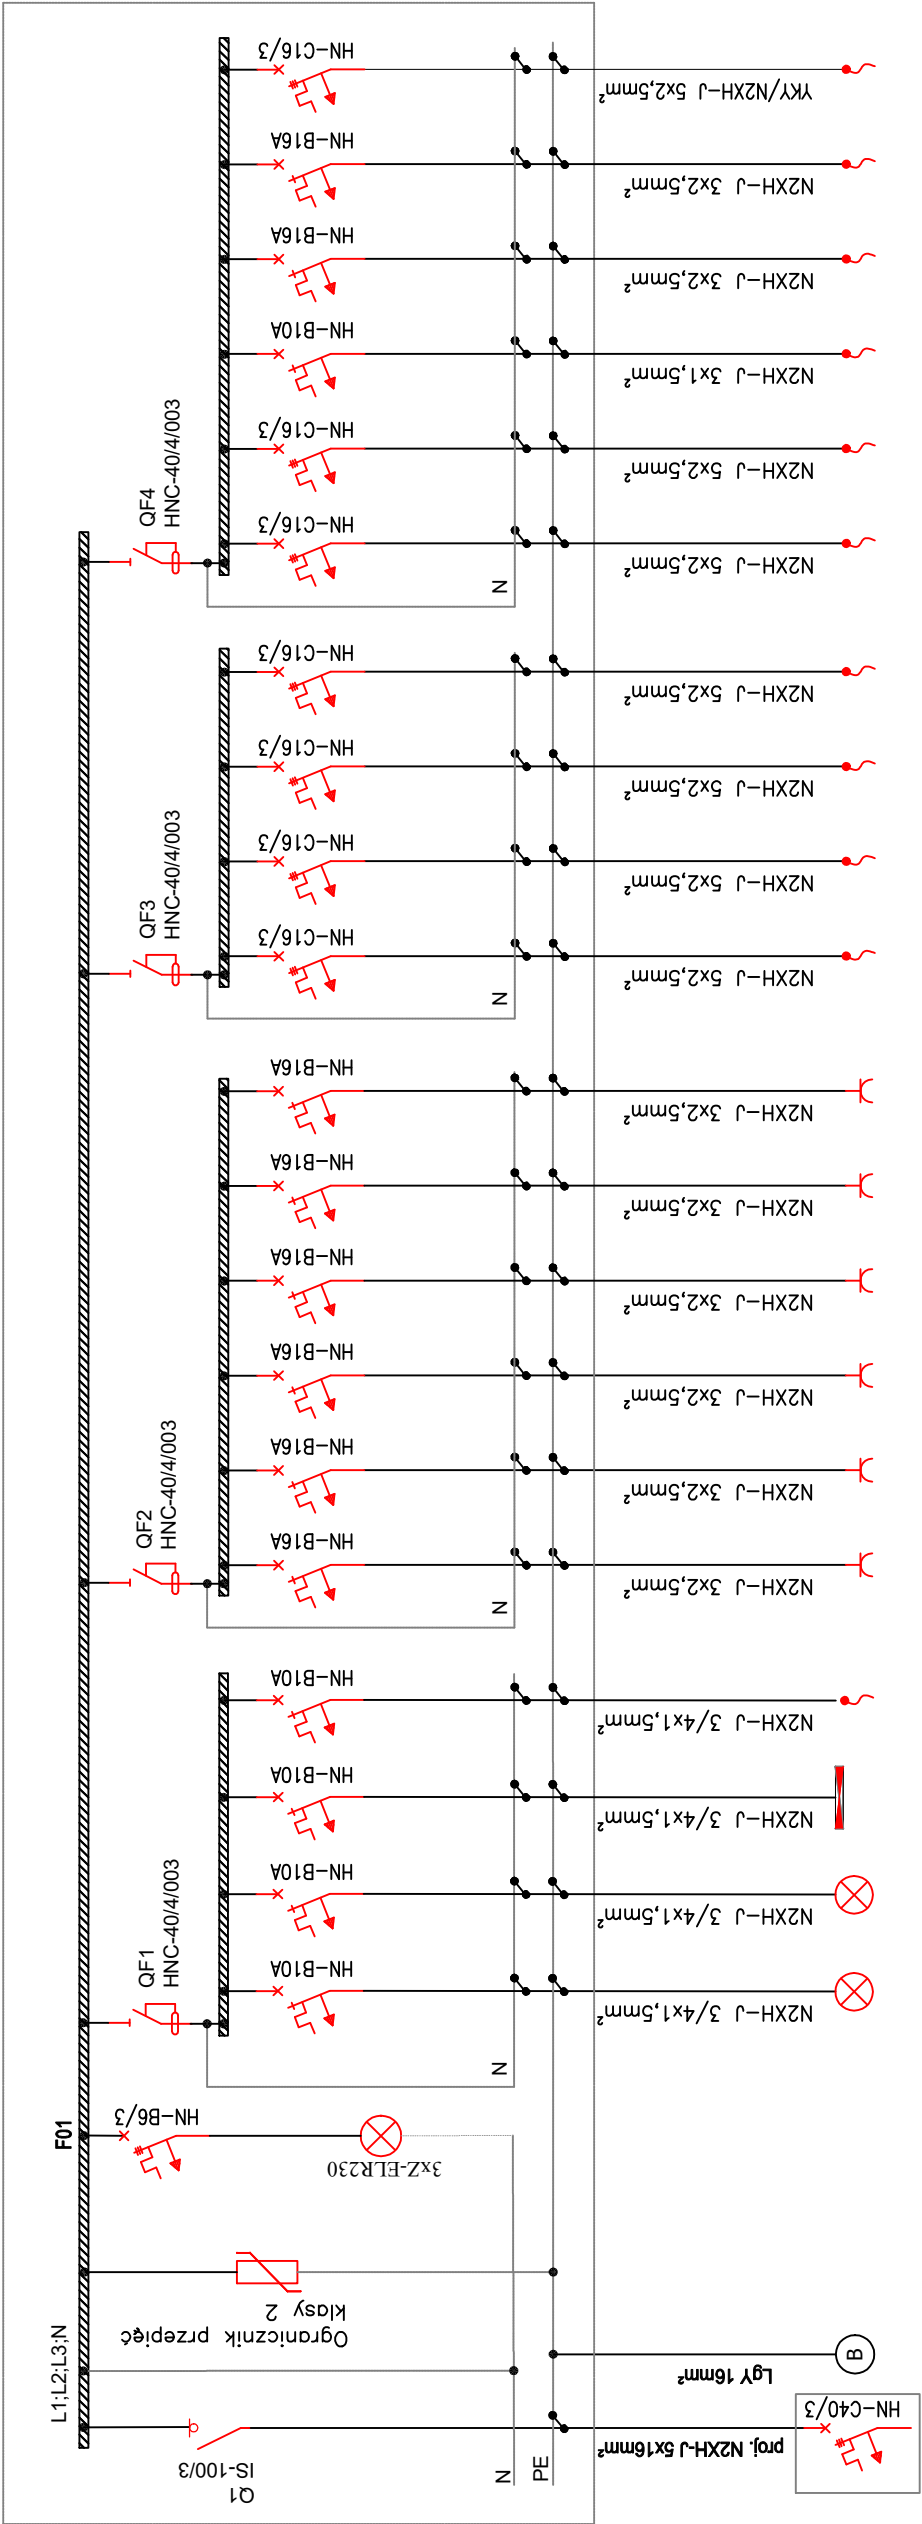 HN-C16/3
YKY/N2XH-J 5x2,5mm²
HN-B16A
N2XH-J 3x2,5mm²
HN-B16A
N2XH-J 3x2,5mm²
HN-B10A
N2XH-J 3x1,5mm²
HN-C16/3
N2XH-J 5x2,5mm²
QF4
HNC-40/4/003
HN-C16/3
N2XH-J 5x2,5mm²
N
HN-C16/3
N2XH-J 5x2,5mm²
HN-C16/3
N2XH-J 5x2,5mm²
HN-C16/3
N2XH-J 5x2,5mm²
QF3
HNC-40/4/003
HN-C16/3
N2XH-J 5x2,5mm²
N
HN-B16A
N2XH-J 3x2,5mm²
HN-B16A
N2XH-J 3x2,5mm²
HN-B16A
N2XH-J 3x2,5mm²
HN-B16A
N2XH-J 3x2,5mm²
HN-B16A
N2XH-J 3x2,5mm²
QF2
HNC-40/4/003
HN-B16A
N2XH-J 3x2,5mm²
N
HN-B10A
N2XH-J 3/4x1,5mm²
HN-B10A
N2XH-J 3/4x1,5mm²
HN-B10A
N2XH-J 3/4x1,5mm²
QF1
HNC-40/4/003
HN-B10A
N2XH-J 3/4x1,5mm²
N
F01
HN-B6/3
3xZ-ELR230
Ogranicznik przepięć
klasy 2
L1;L2;L3;N
LgY 16mm²
B
HN-C40/3
proj. N2XH-J 5x16mm²
Q1
IS-100/3
N
PE